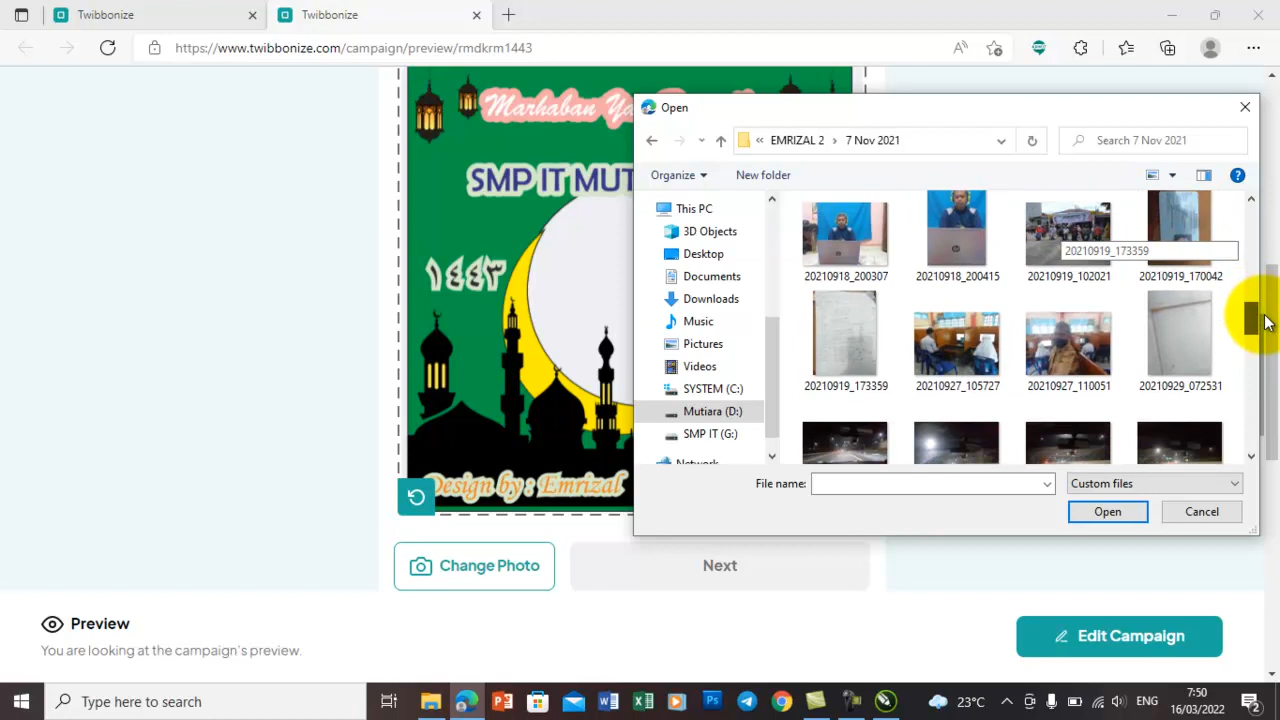 Twibbonize
Twibbonize
https://www.twibbonize.com/campaign/preview/rmdkrm1443
Marhaban Ya
SMP IT MUT
١٤٤٣
Design by : Emrizal
Change Photo
Next
Preview
You are looking at the campaign's preview.
Edit Campaign
Open
« EMRIZAL 2 › 7 Nov 2021
Search 7 Nov 2021
Organize
New folder
This PC
3D Objects
Desktop
Documents
Downloads
Music
Pictures
Videos
SYSTEM (C:)
Mutiara (D:)
SMP IT (G:)
Network
20210919_173359
20210918_200307
20210918_200415
20210919_102021
20210919_170042
20210919_173359
20210927_105727
20210927_110051
20210929_072531
File name:
Custom files
Open
Cancel
Type here to search
23°C
ENG
7:50
16/03/2022
2